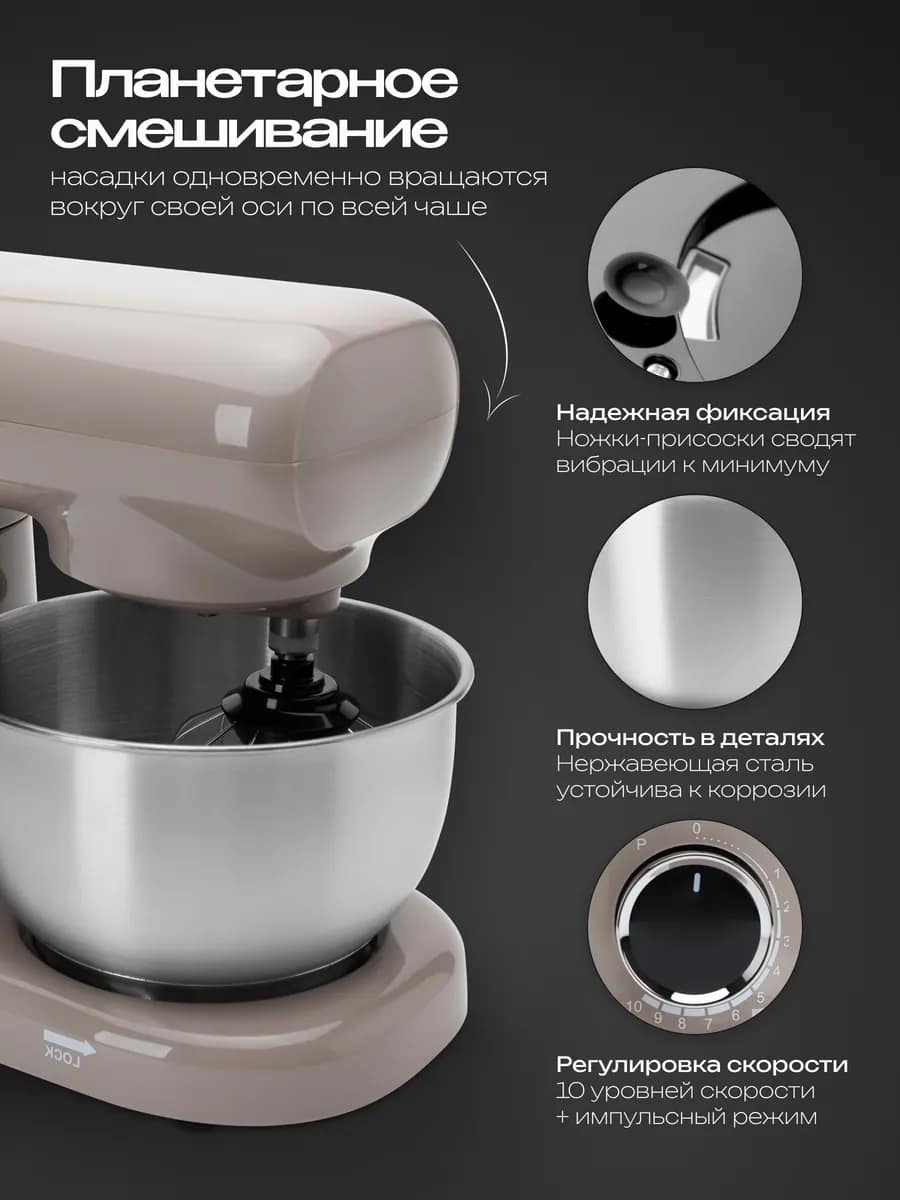 Планетарное
смешивание
насадки одновременно вращаются
вокруг своей оси по всей чаше
Надежная фиксация
Ножки-присоски сводят
вибрации к минимуму
Прочность в деталях
Нержавеющая сталь
устойчива к коррозии
P
0
1
2
3
4
5
6
7
8
9
10
LOCK
Регулировка скорости
10 уровней скорости
+ импульсный режим